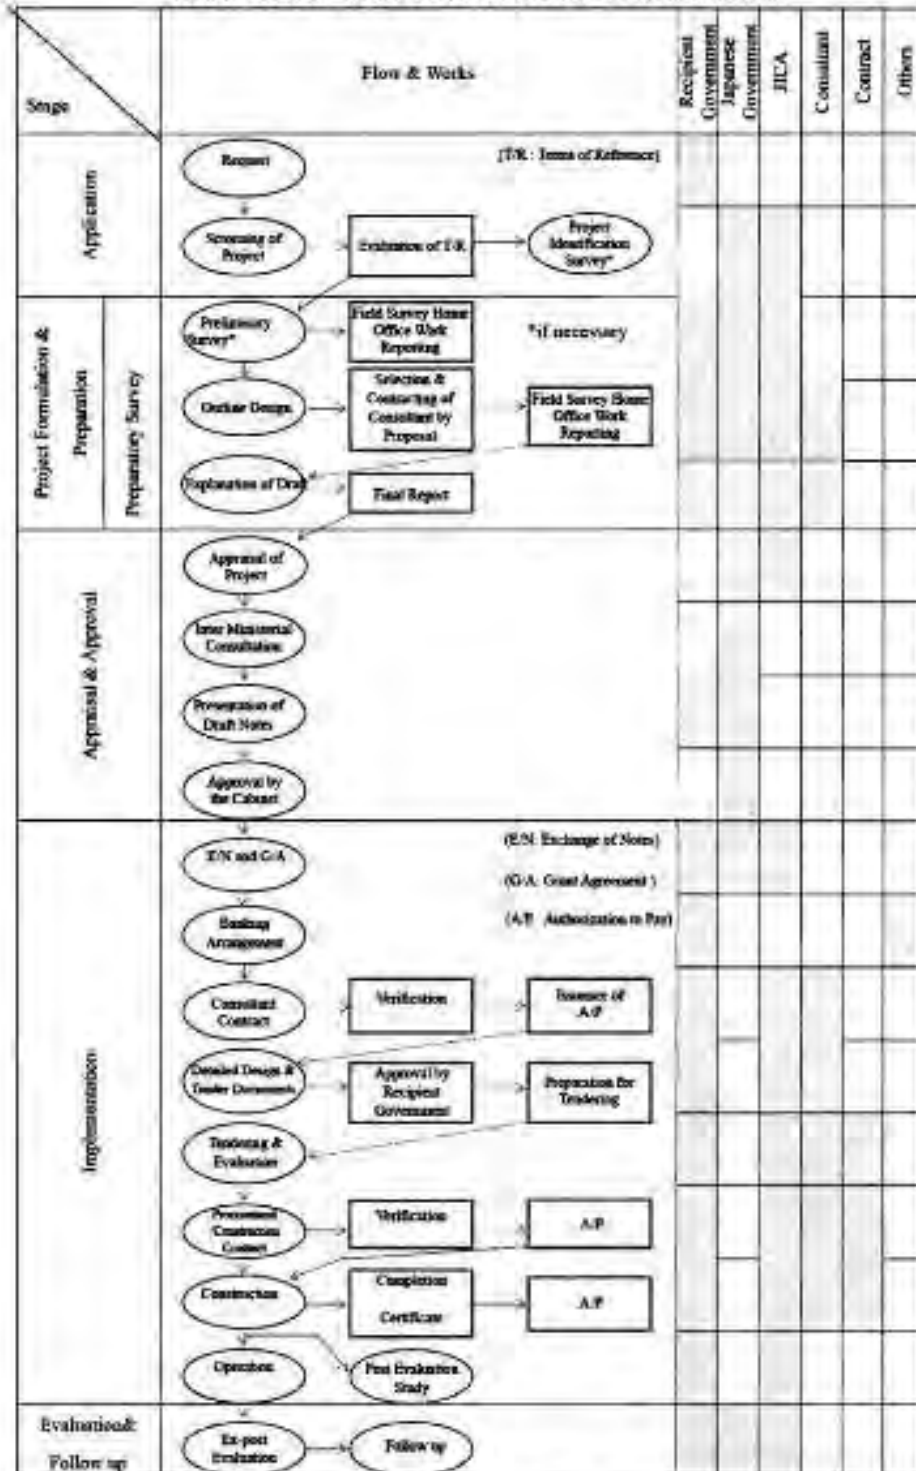 Stage
Flow & Works
Recipient
Government
Japanese
Government
JICA
Consultant
Contract
Others
Application
Request
(T/R : Terms of Reference)
Screening of
Project
Evaluation of T/R
Project
Identification
Survey*
Project Formulation &
Preparation
Preparatory Survey
Preliminary
Survey*
Field Survey Home
Office Work
Reporting
*if necessary
Outline Design
Selection &
Contracting of
Consultant by
Proposal
Field Survey Home
Office Work
Reporting
Explanation of Draft
Final Report
Appraisal & Approval
Appraisal of
Project
Inter Ministerial
Consultation
Presentation of
Draft Notes
Approval by
the Cabinet
Implementation
E/N and G/A
(E/N: Exchange of Notes)
(G/A: Grant Agreement )
(A/P : Authorization to Pay)
Banking
Arrangement
Consultant
Contract
Verification
Issuance of
A/P
Detailed Design &
Tender Documents
Approval by
Recipient
Government
Preparation for
Tendering
Tendering &
Evaluation
Procurement
/Construction
Contract
Verification
A/P
Construction
Completion
Certificate
A/P
Operation
Post Evaluation
Study
Evaluation&
Follow up
Ex-post
Evaluation
Follow up